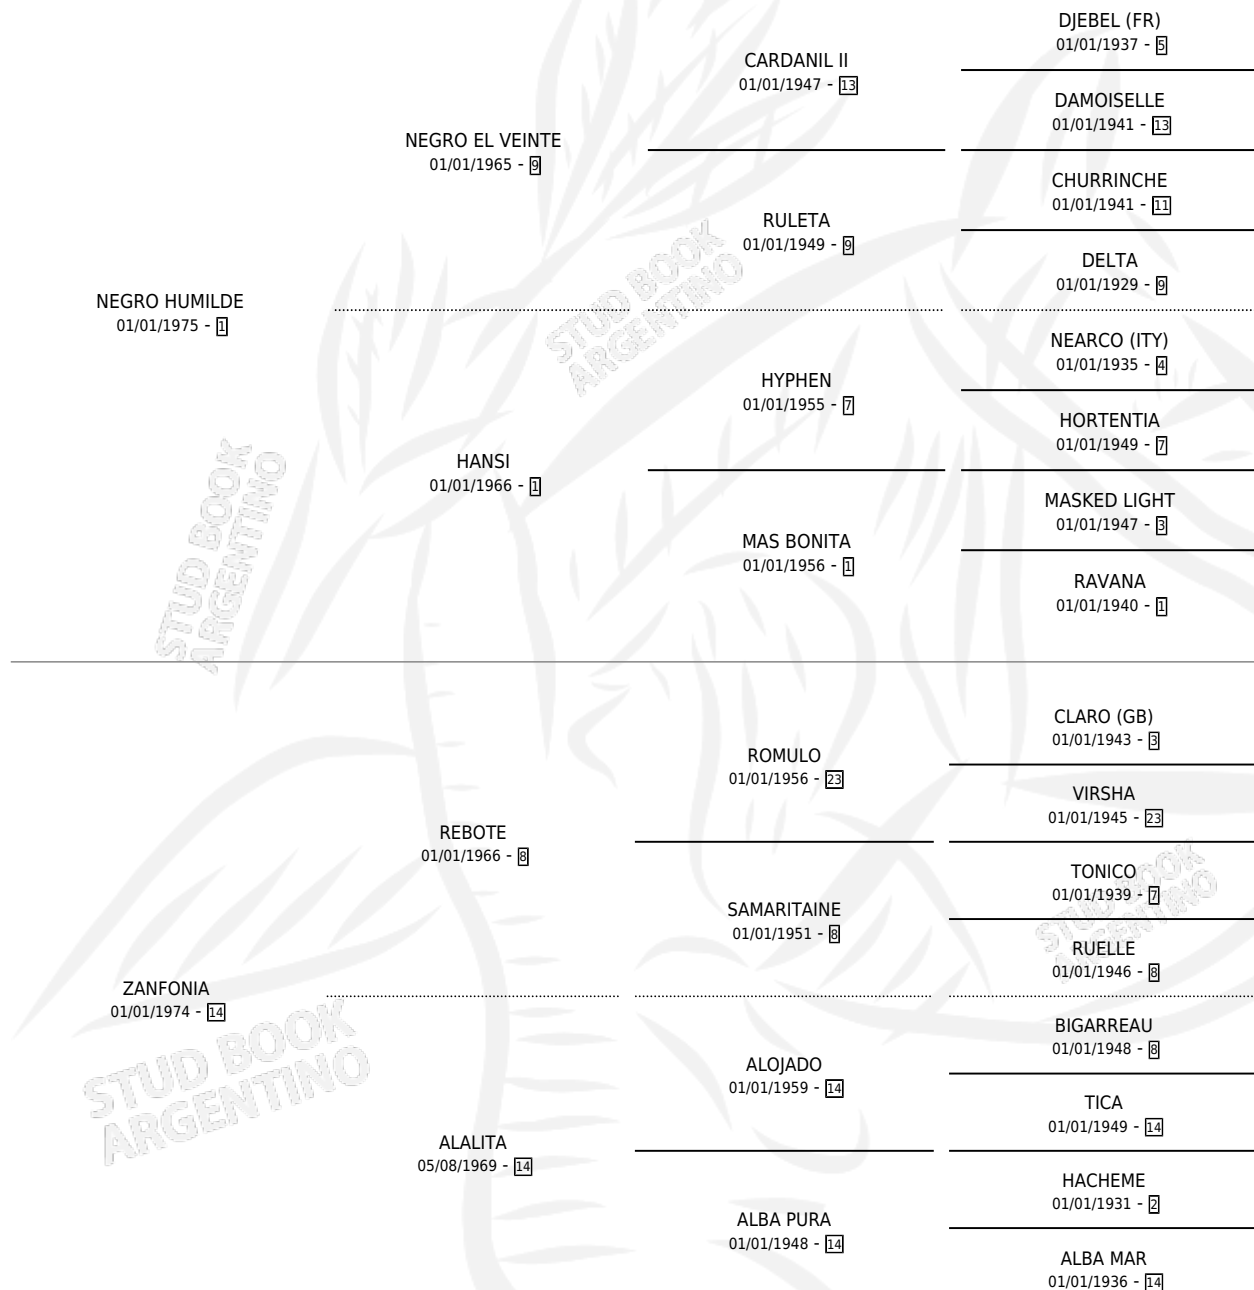 DJEBEL (FR)
01/01/1937 - 5
CARDANIL II
01/01/1947 - 13
DAMOISELLE
01/01/1941 - 13
NEGRO EL VEINTE
01/01/1965 - 9
CHURRINCHE
01/01/1941 - 11
RULETA
01/01/1949 - 9
DELTA
01/01/1929 - 9
NEGRO HUMILDE
01/01/1975 - 1
NEARCO (ITY)
01/01/1935 - 4
HYPHEN
01/01/1955 - 7
HORTENTIA
01/01/1949 - 7
HANSI
01/01/1966 - 1
MASKED LIGHT
01/01/1947 - 3
MAS BONITA
01/01/1956 - 1
RAVANA
01/01/1940 - 1
CLARO (GB)
01/01/1943 - 3
ROMULO
01/01/1956 - 23
VIRSHA
01/01/1945 - 23
REBOTE
01/01/1966 - 8
TONICO
01/01/1939 - 7
SAMARITAINE
01/01/1951 - 8
RUELLE
01/01/1946 - 8
ZANFONIA
01/01/1974 - 14
BIGARREAU
01/01/1948 - 8
ALOJADO
01/01/1959 - 14
TICA
01/01/1949 - 14
ALALITA
05/08/1969 - 14
HACHEME
01/01/1931 - 2
ALBA PURA
01/01/1948 - 14
ALBA MAR
01/01/1936 - 14
STUD BOOK
ARGENTINO
STUD BOOK
ARGENTINO
STUD BOOK
ARGENTINO
STUD BOOK
ARGENTINO